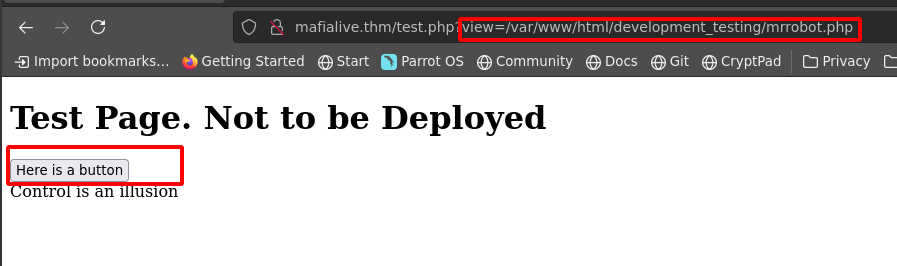 mafialive.thm/test.php?view=/var/www/html/development_testing/mrrobot.php
Import bookmarks... Getting Started Start Parrot OS Community Docs Git CryptPad Privacy
Test Page. Not to be Deployed
Here is a button
Control is an illusion